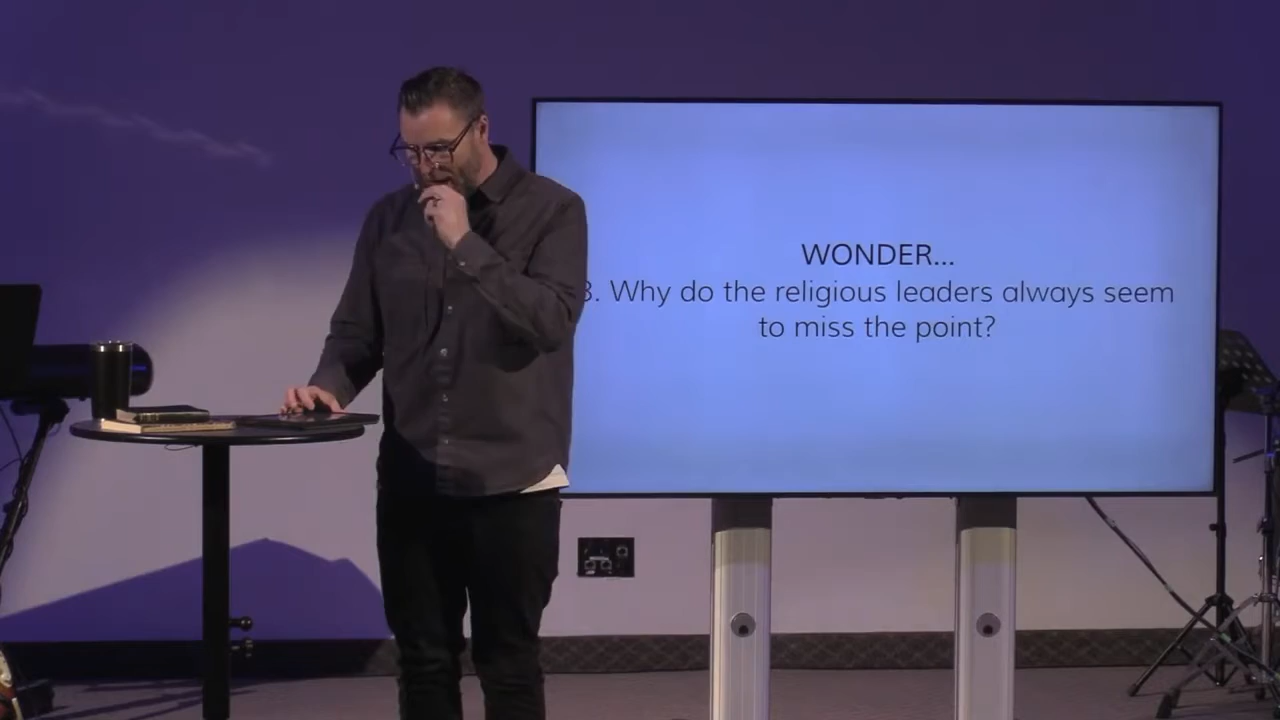 WONDER...
3. Why do the religious leaders always seem
to miss the point?